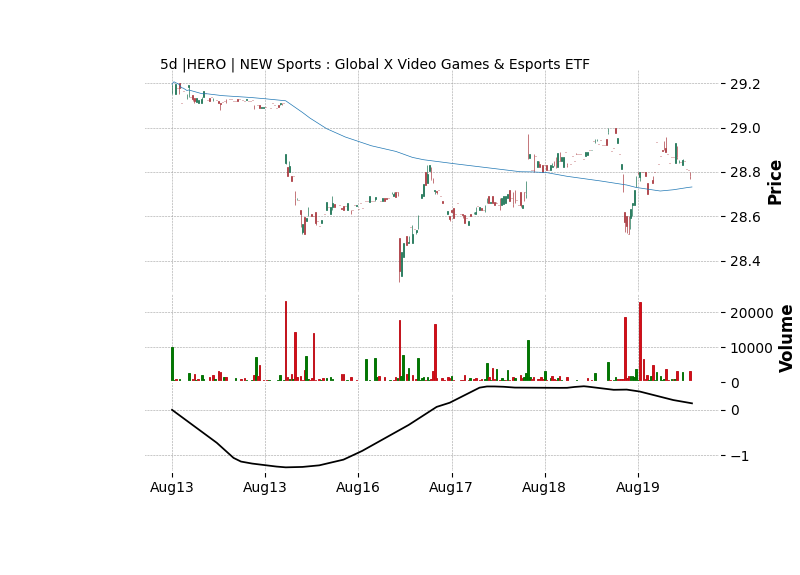 5d |HERO | NEW Sports : Global X Video Games & Esports ETF
29.2
29.0
28.8
28.6
28.4
Price
20000
10000
0
Volume
0
−1
Aug13 Aug13 Aug16 Aug17 Aug18 Aug19